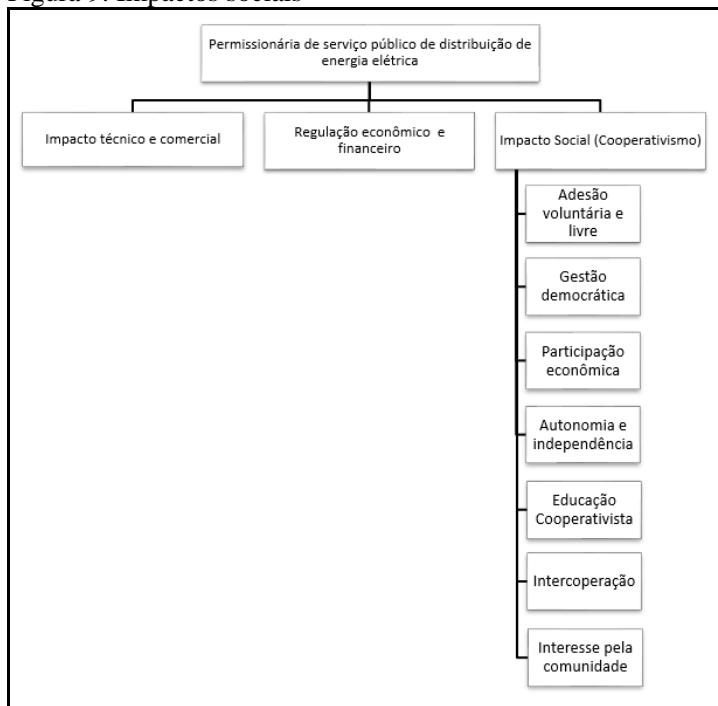 Figura 9: Impactos sociais
Permissionária de serviço público de distribuição de
energia elétrica
Impacto técnico e comercial
Regulação econômico e
financeiro
Impacto Social (Cooperativismo)
Adesão
voluntária e
livre
Gestão
democrática
Participação
econômica
Autonomia e
independência
Educação
Cooperativista
Intercoperação
Interesse pela
comunidade